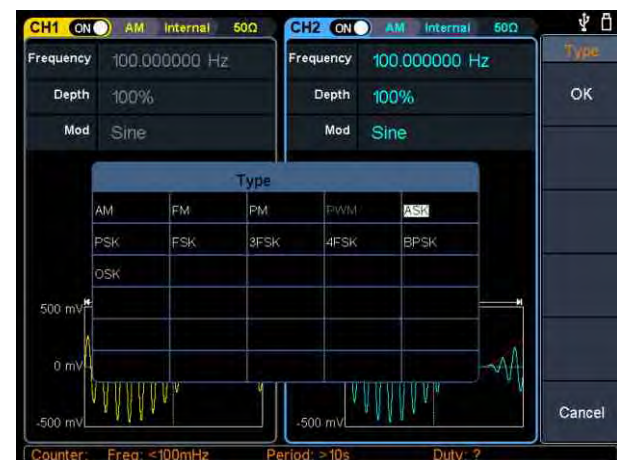 CH1 ON AM Internal 50Ω CH2 ON AM Internal 50Ω
Type
Frequency 100.000000 Hz Frequency 100.000000 Hz
Depth 100% Depth 100% OK
Mod Sine Mod Sine
Type
AM FM PM PWM ASK
PSK FSK 3FSK 4FSK BPSK
OSK
500 mV
0 mV
-500 mV -500 mV Cancel
Counter: Freq: <100mHz Period: >10s Duty: ?